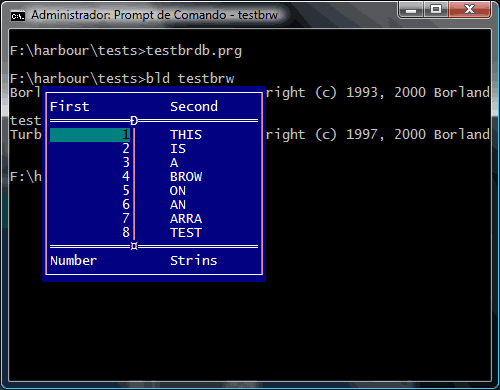 Administrador: Prompt de Comando - testbrw
F:\harbour\tests>testbrdb.prg
F:\harbour\tests>bld testbrw
Borl right (c) 1993, 2000 Borland
First Second
test
1 THIS
Turb right (c) 1997, 2000 Borland
2 IS
3 A
F:\h 4 BROW
5 ON
6 AN
7 ARRA
8 TEST
Number Strins